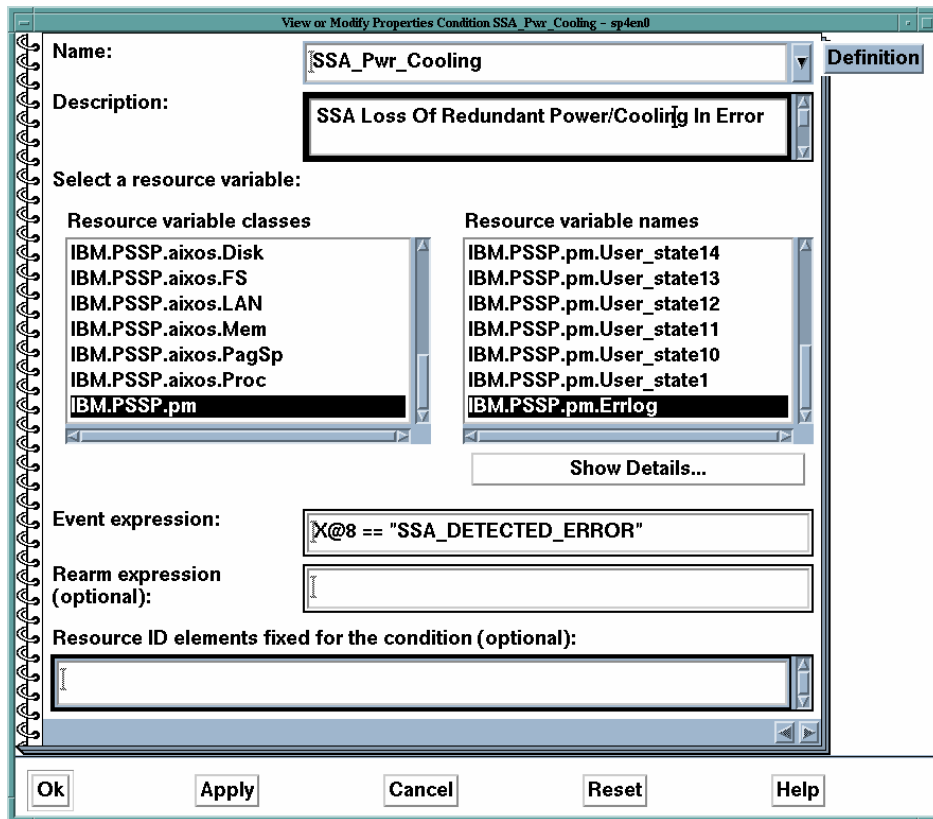 View or Modify Properties Condition SSA_Pwr_Cooling - sp4en0
Name:
SSA_Pwr_Cooling
Definition
Description:
SSA Loss Of Redundant Power/Cooling In Error
Select a resource variable:
Resource variable classes
IBM.PSSP.aixos.Disk
IBM.PSSP.aixos.FS
IBM.PSSP.aixos.LAN
IBM.PSSP.aixos.Mem
IBM.PSSP.aixos.PagSp
IBM.PSSP.aixos.Proc
IBM.PSSP.pm
Resource variable names
IBM.PSSP.pm.User_state14
IBM.PSSP.pm.User_state13
IBM.PSSP.pm.User_state12
IBM.PSSP.pm.User_state11
IBM.PSSP.pm.User_state10
IBM.PSSP.pm.User_state1
IBM.PSSP.pm.Errlog
Show Details...
Event expression:
X@8 == "SSA_DETECTED_ERROR"
Rearm expression
(optional):
Resource ID elements fixed for the condition (optional):
Ok
Apply
Cancel
Reset
Help